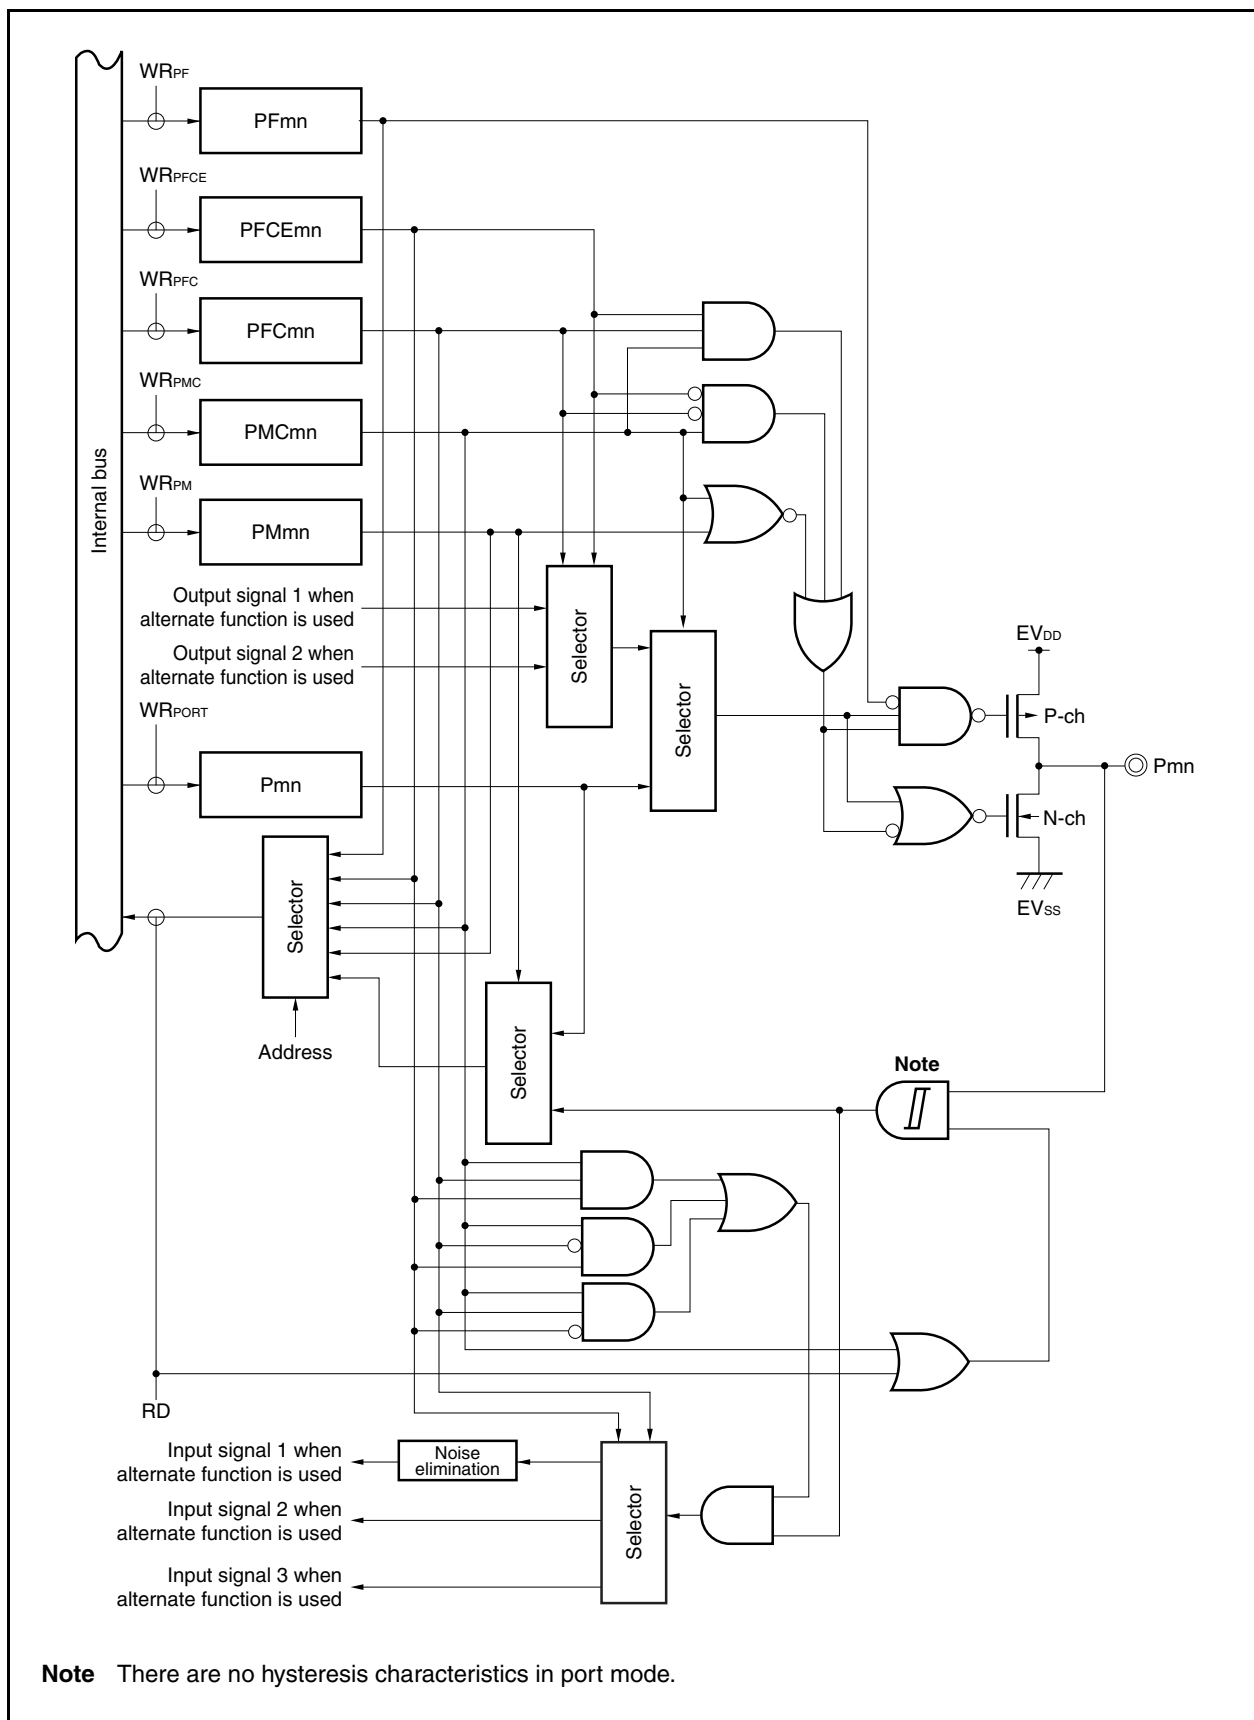 WRPF
PFmn
WRPFCE
PFCEmn
WRPFC
PFCmn
WRPMC
PMCmn
WRPM
PMmn
Internal bus
Output signal 1 when
alternate function is used
Output signal 2 when
alternate function is used
Selector
Selector
WRPORT
Pmn
EVDD
P-ch
Pmn
N-ch
EVSS
Selector
Address
Selector
Note
RD
Input signal 1 when
alternate function is used
Noise
elimination
Input signal 2 when
alternate function is used
Input signal 3 when
alternate function is used
Selector
Note There are no hysteresis characteristics in port mode.